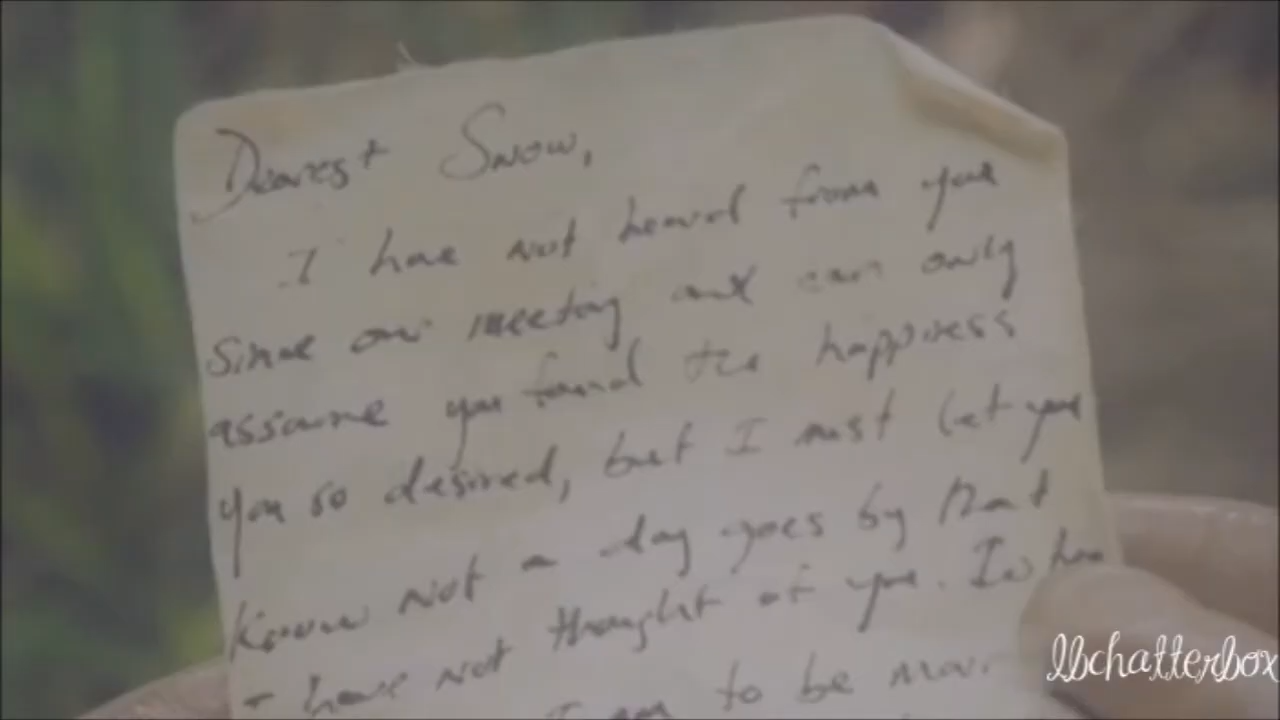 Dearest Snow,
I have not heard from you
since our meeting and can only
assume you found the happiness
you so desired, but I must let you
know not a day goes by that
I have not thought of you. In
I am to be
lbchatterbox